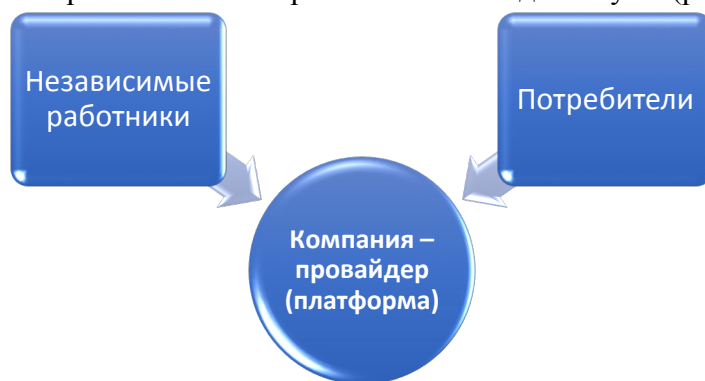 Независимые
работники
Потребители
Компания –
провайдер
(платформа)